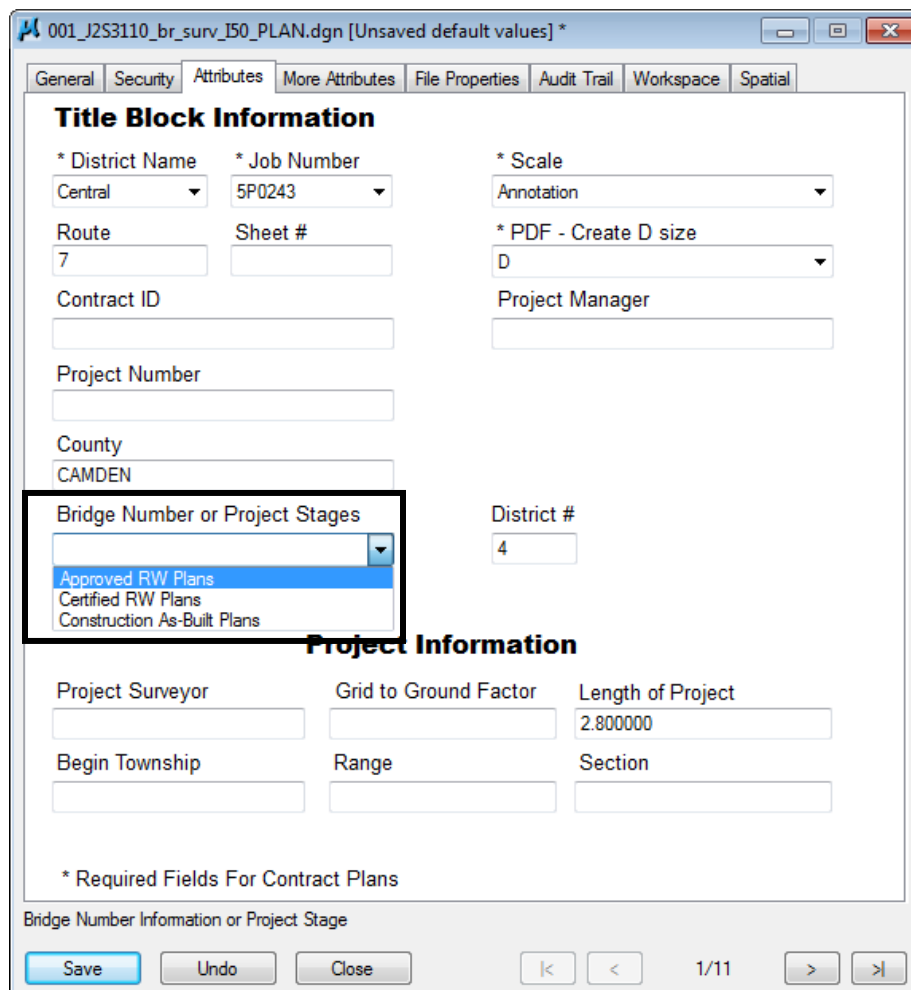 001_J2S3110_br_surv_I50_PLAN.dgn [Unsaved default values] *
General Security Attributes More Attributes File Properties Audit Trail Workspace Spatial
Title Block Information
* District Name * Job Number * Scale
Central 5P0243 Annotation
Route Sheet # * PDF - Create D size
7 D
Contract ID Project Manager
Project Number
County
CAMDEN
Bridge Number or Project Stages District #
4
Approved RW Plans
Certified RW Plans
Construction As-Built Plans
Project Information
Project Surveyor Grid to Ground Factor Length of Project
2.800000
Begin Township Range Section
* Required Fields For Contract Plans
Bridge Number Information or Project Stage
Save Undo Close |< < 1/11 > >|